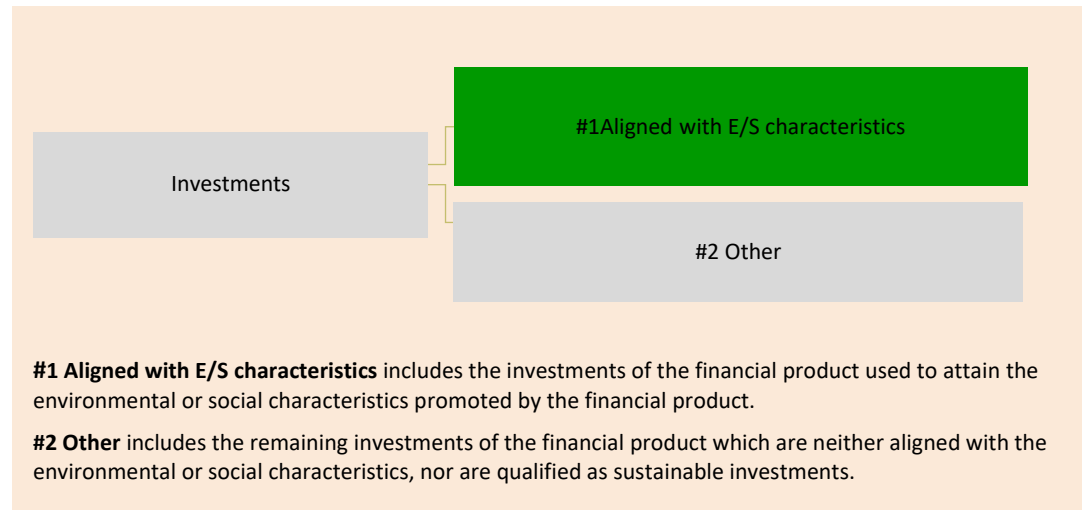 #1Aligned with E/S characteristics
Investments
#2 Other
#1 Aligned with E/S characteristics includes the investments of the financial product used to attain the
environmental or social characteristics promoted by the financial product.
#2 Other includes the remaining investments of the financial product which are neither aligned with the
environmental or social characteristics, nor are qualified as sustainable investments.